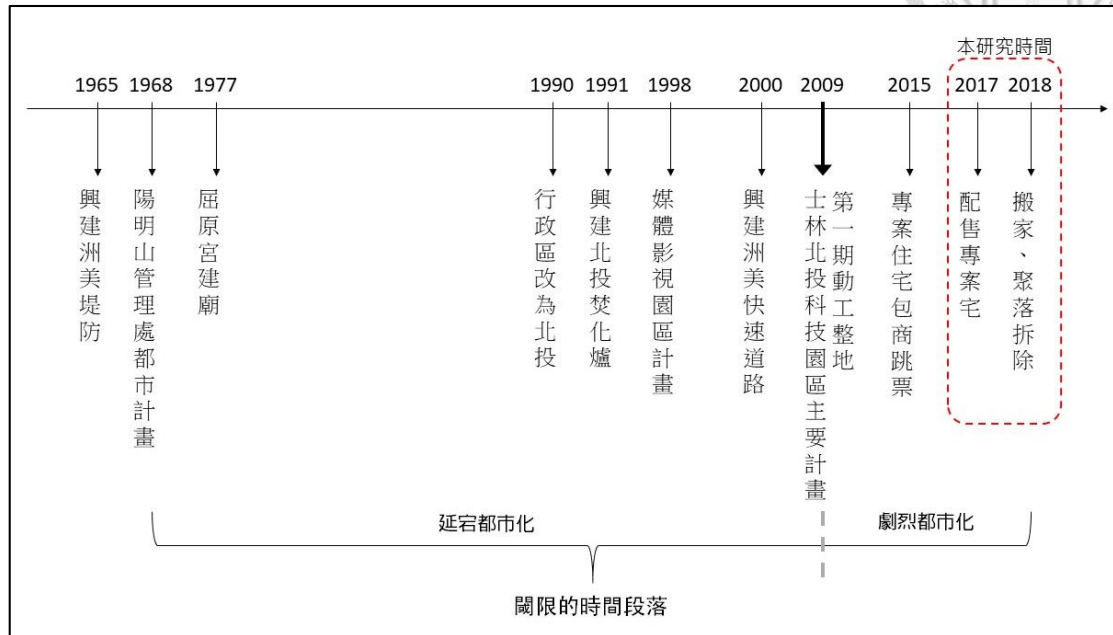 本研究時間
1965
1968
1977
1990
1991
1998
2000
2009
2015
2017
2018
興建洲美堤防
陽明山管理處都市計畫
屈原宮建廟
行政區改為北投
興建北投焚化爐
媒體影視園區計畫
興建洲美快速道路
第一期動工整地
士林北投科技園區主要計畫
專案住宅包商跳票
配售專案宅
搬家、聚落拆除
延宕都市化
劇烈都市化
閾限的時間段落